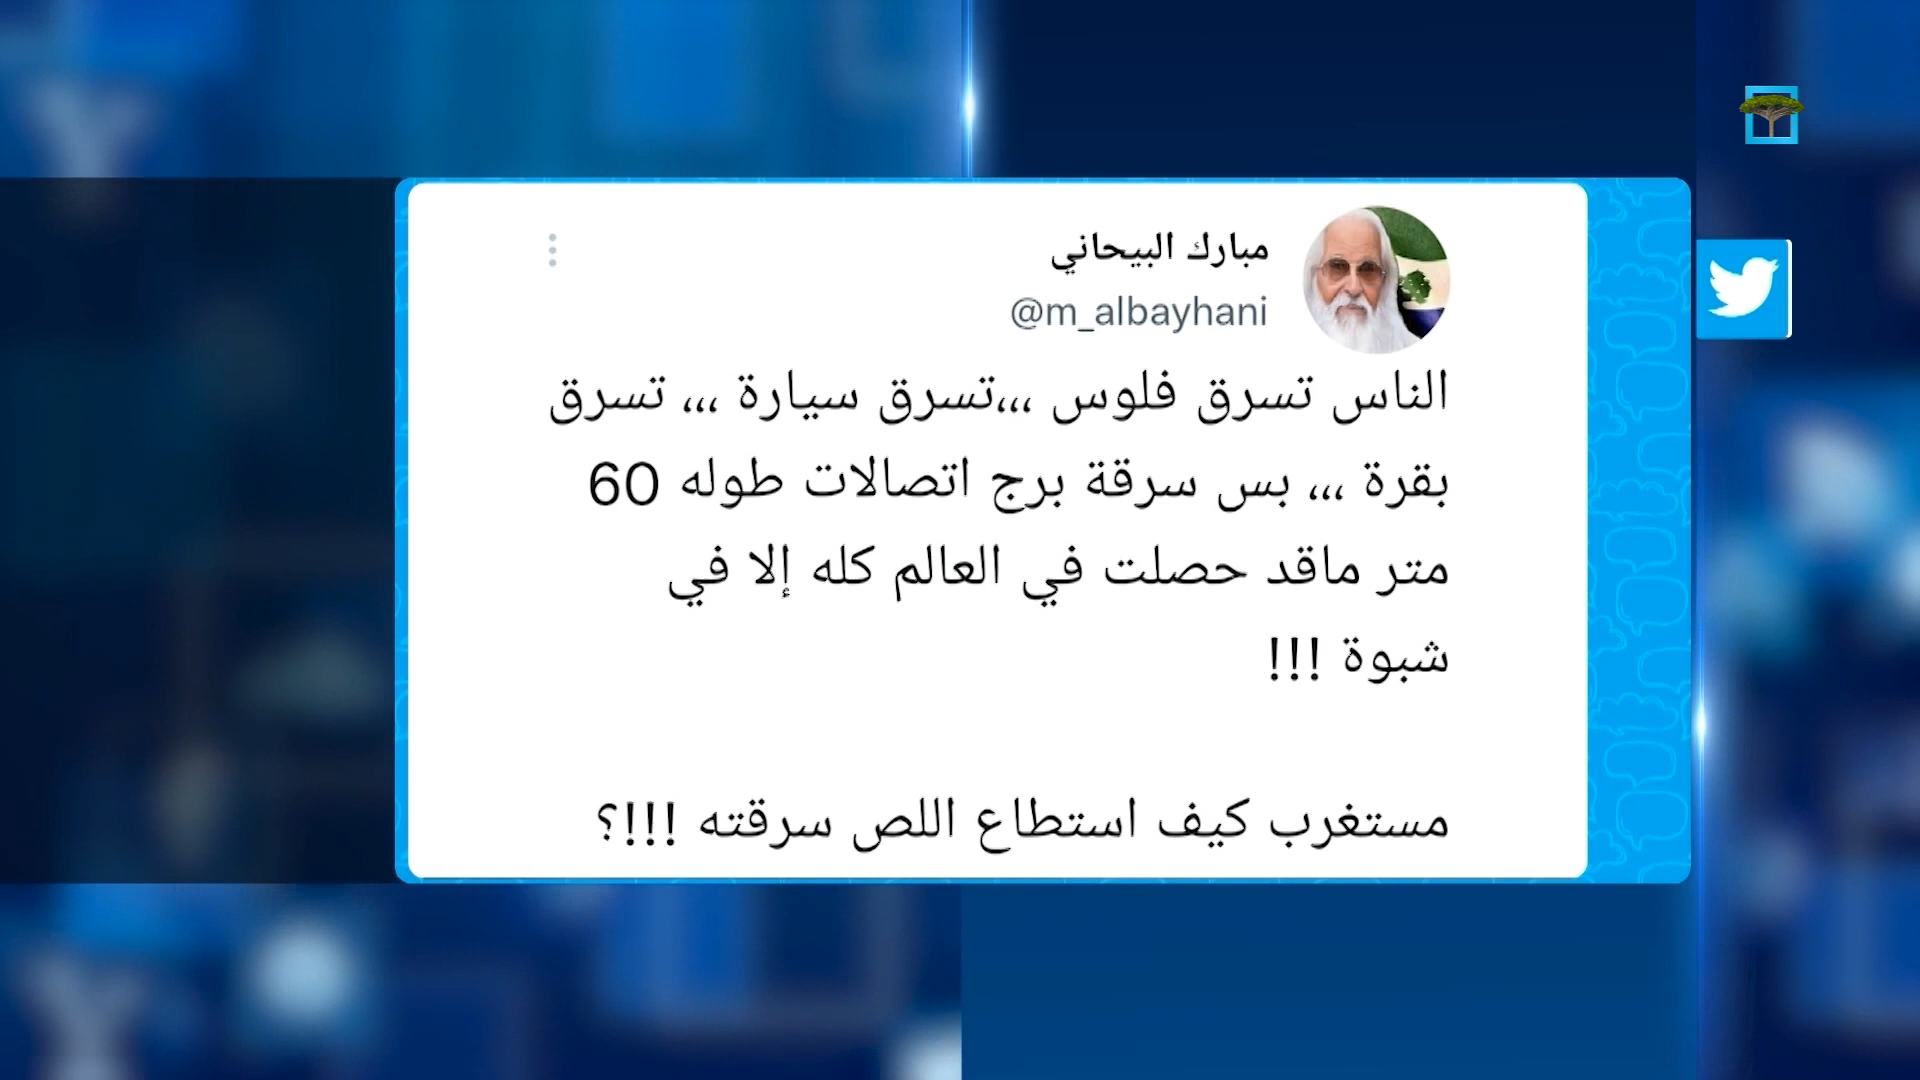 مبارك البيحاني
@m_albayhani
الناس تسرق فلوس ،،،تسرق سيارة ،،، تسرق
بقرة ،،، بس سرقة برج اتصالات طوله 60
متر ماقد حصلت في العالم كله إلا في
شبوة !!!
مستغرب كيف استطاع اللص سرقته !!!؟